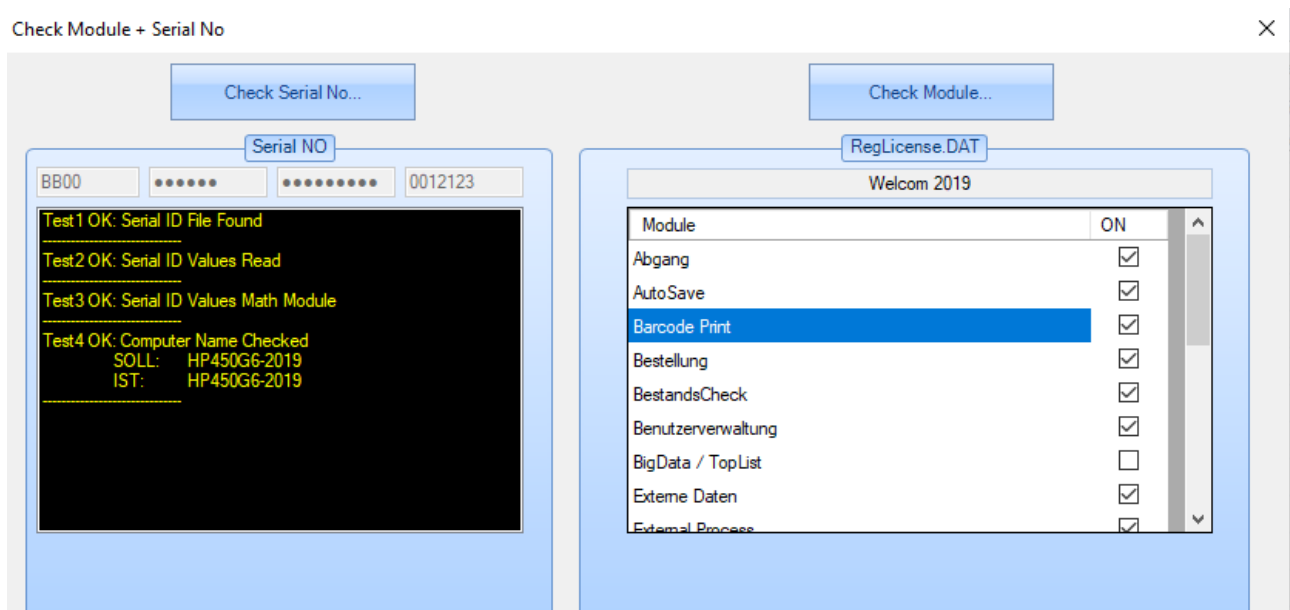 Check Module + Serial No
Check Serial No...
Check Module...
Serial NO
BB00 •••••• ••••••••• 0012123
Test1 OK: Serial ID File Found
-----------------------------
Test2 OK: Serial ID Values Read
-----------------------------
Test3 OK: Serial ID Values Math Module
-----------------------------
Test4 OK: Computer Name Checked
SOLL: HP450G6-2019
IST: HP450G6-2019
-----------------------------
RegLicense.DAT
Welcom 2019
Module ON
Abgang
AutoSave
Barcode Print
Bestellung
BestandsCheck
Benutzerverwaltung
BigData / TopList
Externe Daten
External Process